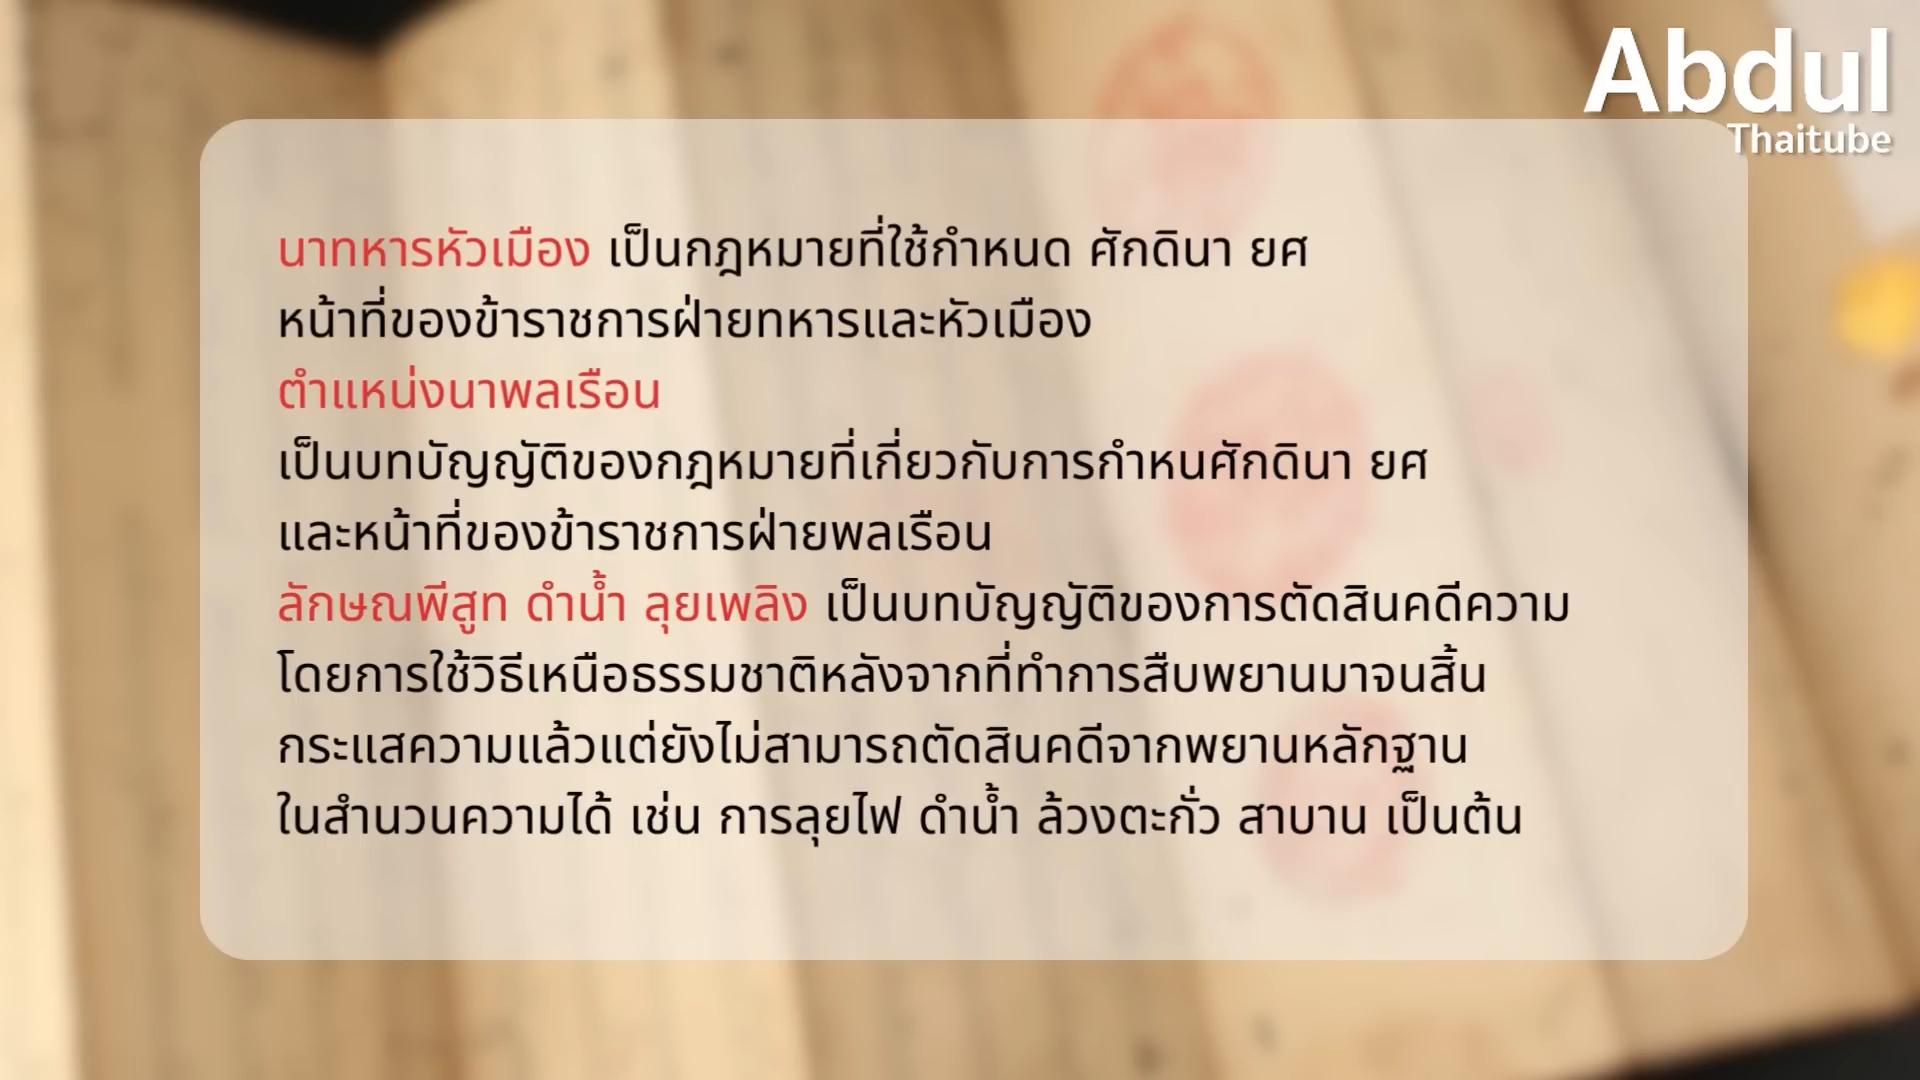 Abdul
Thaitube
นาทหารหัวเมือง เป็นกฎหมายที่ใช้กำหนด ศักดินา ยศ
หน้าที่ของข้าราชการฝ่ายทหารและหัวเมือง
ตำแหน่งนาพลเรือน
เป็นบทบัญญัติของกฎหมายที่เกี่ยวกับการกำหนศักดินา ยศ
และหน้าที่ของข้าราชการฝ่ายพลเรือน
ลักษณพีสูท ดำน้ำ ลุยเพลิง เป็นบทบัญญัติของการตัดสินคดีความ
โดยการใช้วิธีเหนือธรรมชาติหลังจากที่ทำการสืบพยานมาจนสิ้น
กระแสความแล้วแต่ยังไม่สามารถตัดสินคดีจากพยานหลักฐาน
ในสำนวนความได้ เช่น การลุยไฟ ดำน้ำ ล้วงตะกั่ว สาบาน เป็นต้น